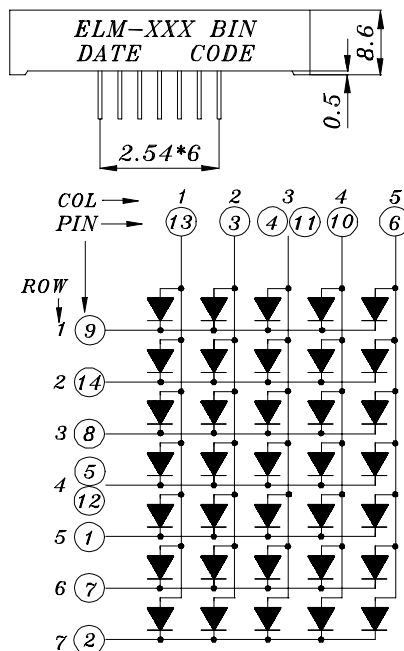 ELM-XXX BIN
DATE CODE
8.6
0.5
2.54*6
COL 1 2 3 4 5
PIN 13 3 4 11 10 6
ROW
1 9
2 14
3 8
4 5
12
5 1
6 7
7 2